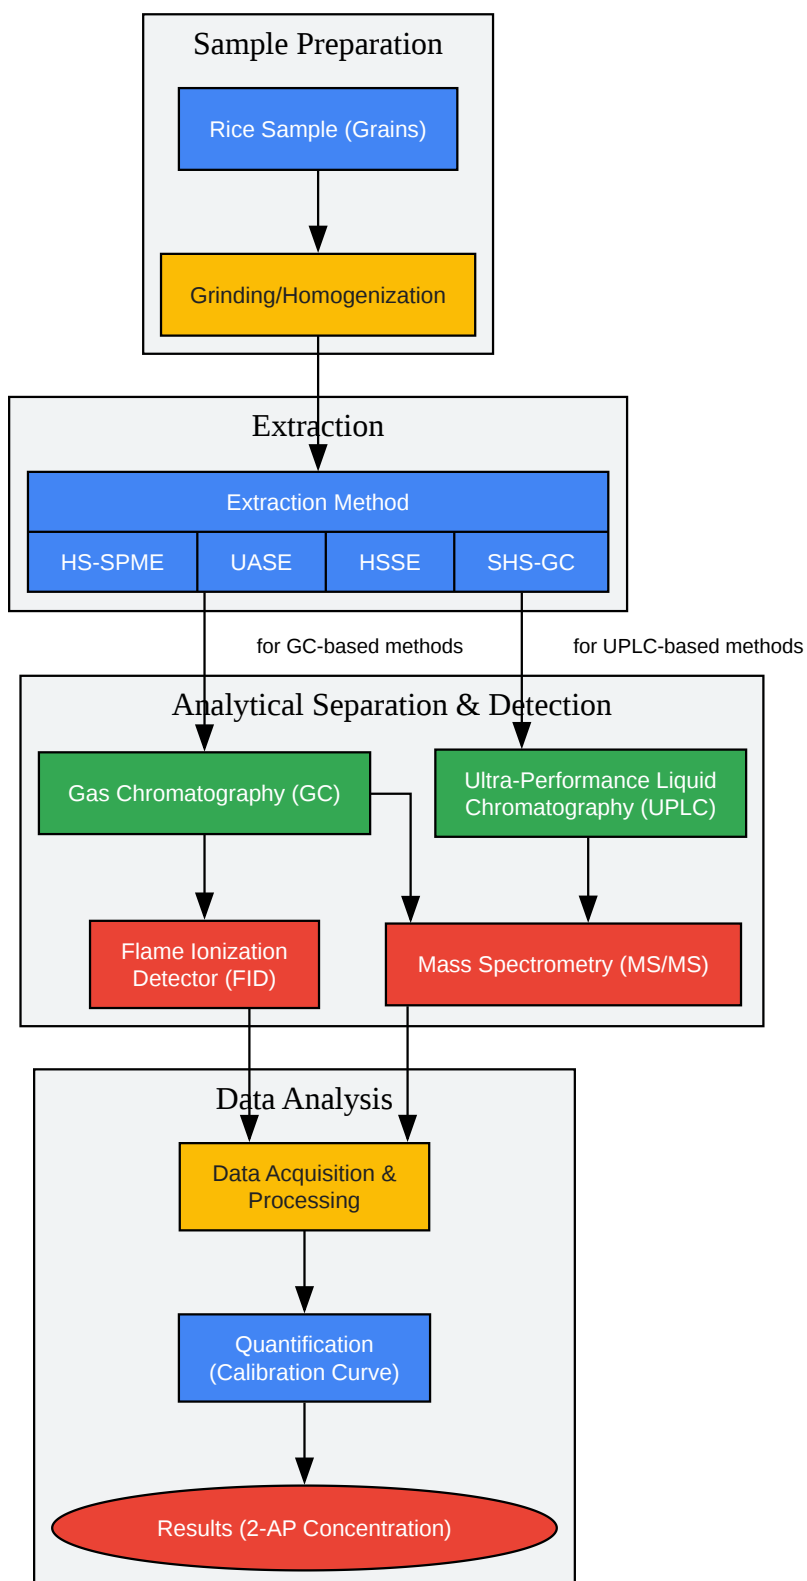 Sample Preparation
Rice Sample (Grains)
Grinding/Homogenization
Extraction
Extraction Method
HS-SPME
UASE
HSSE
SHS-GC
for GC-based methods
for UPLC-based methods
Analytical Separation & Detection
Gas Chromatography (GC)
Ultra-Performance Liquid
Chromatography (UPLC)
Flame Ionization
Detector (FID)
Mass Spectrometry (MS/MS)
Data Analysis
Data Acquisition &
Processing
Quantification
(Calibration Curve)
Results (2-AP Concentration)